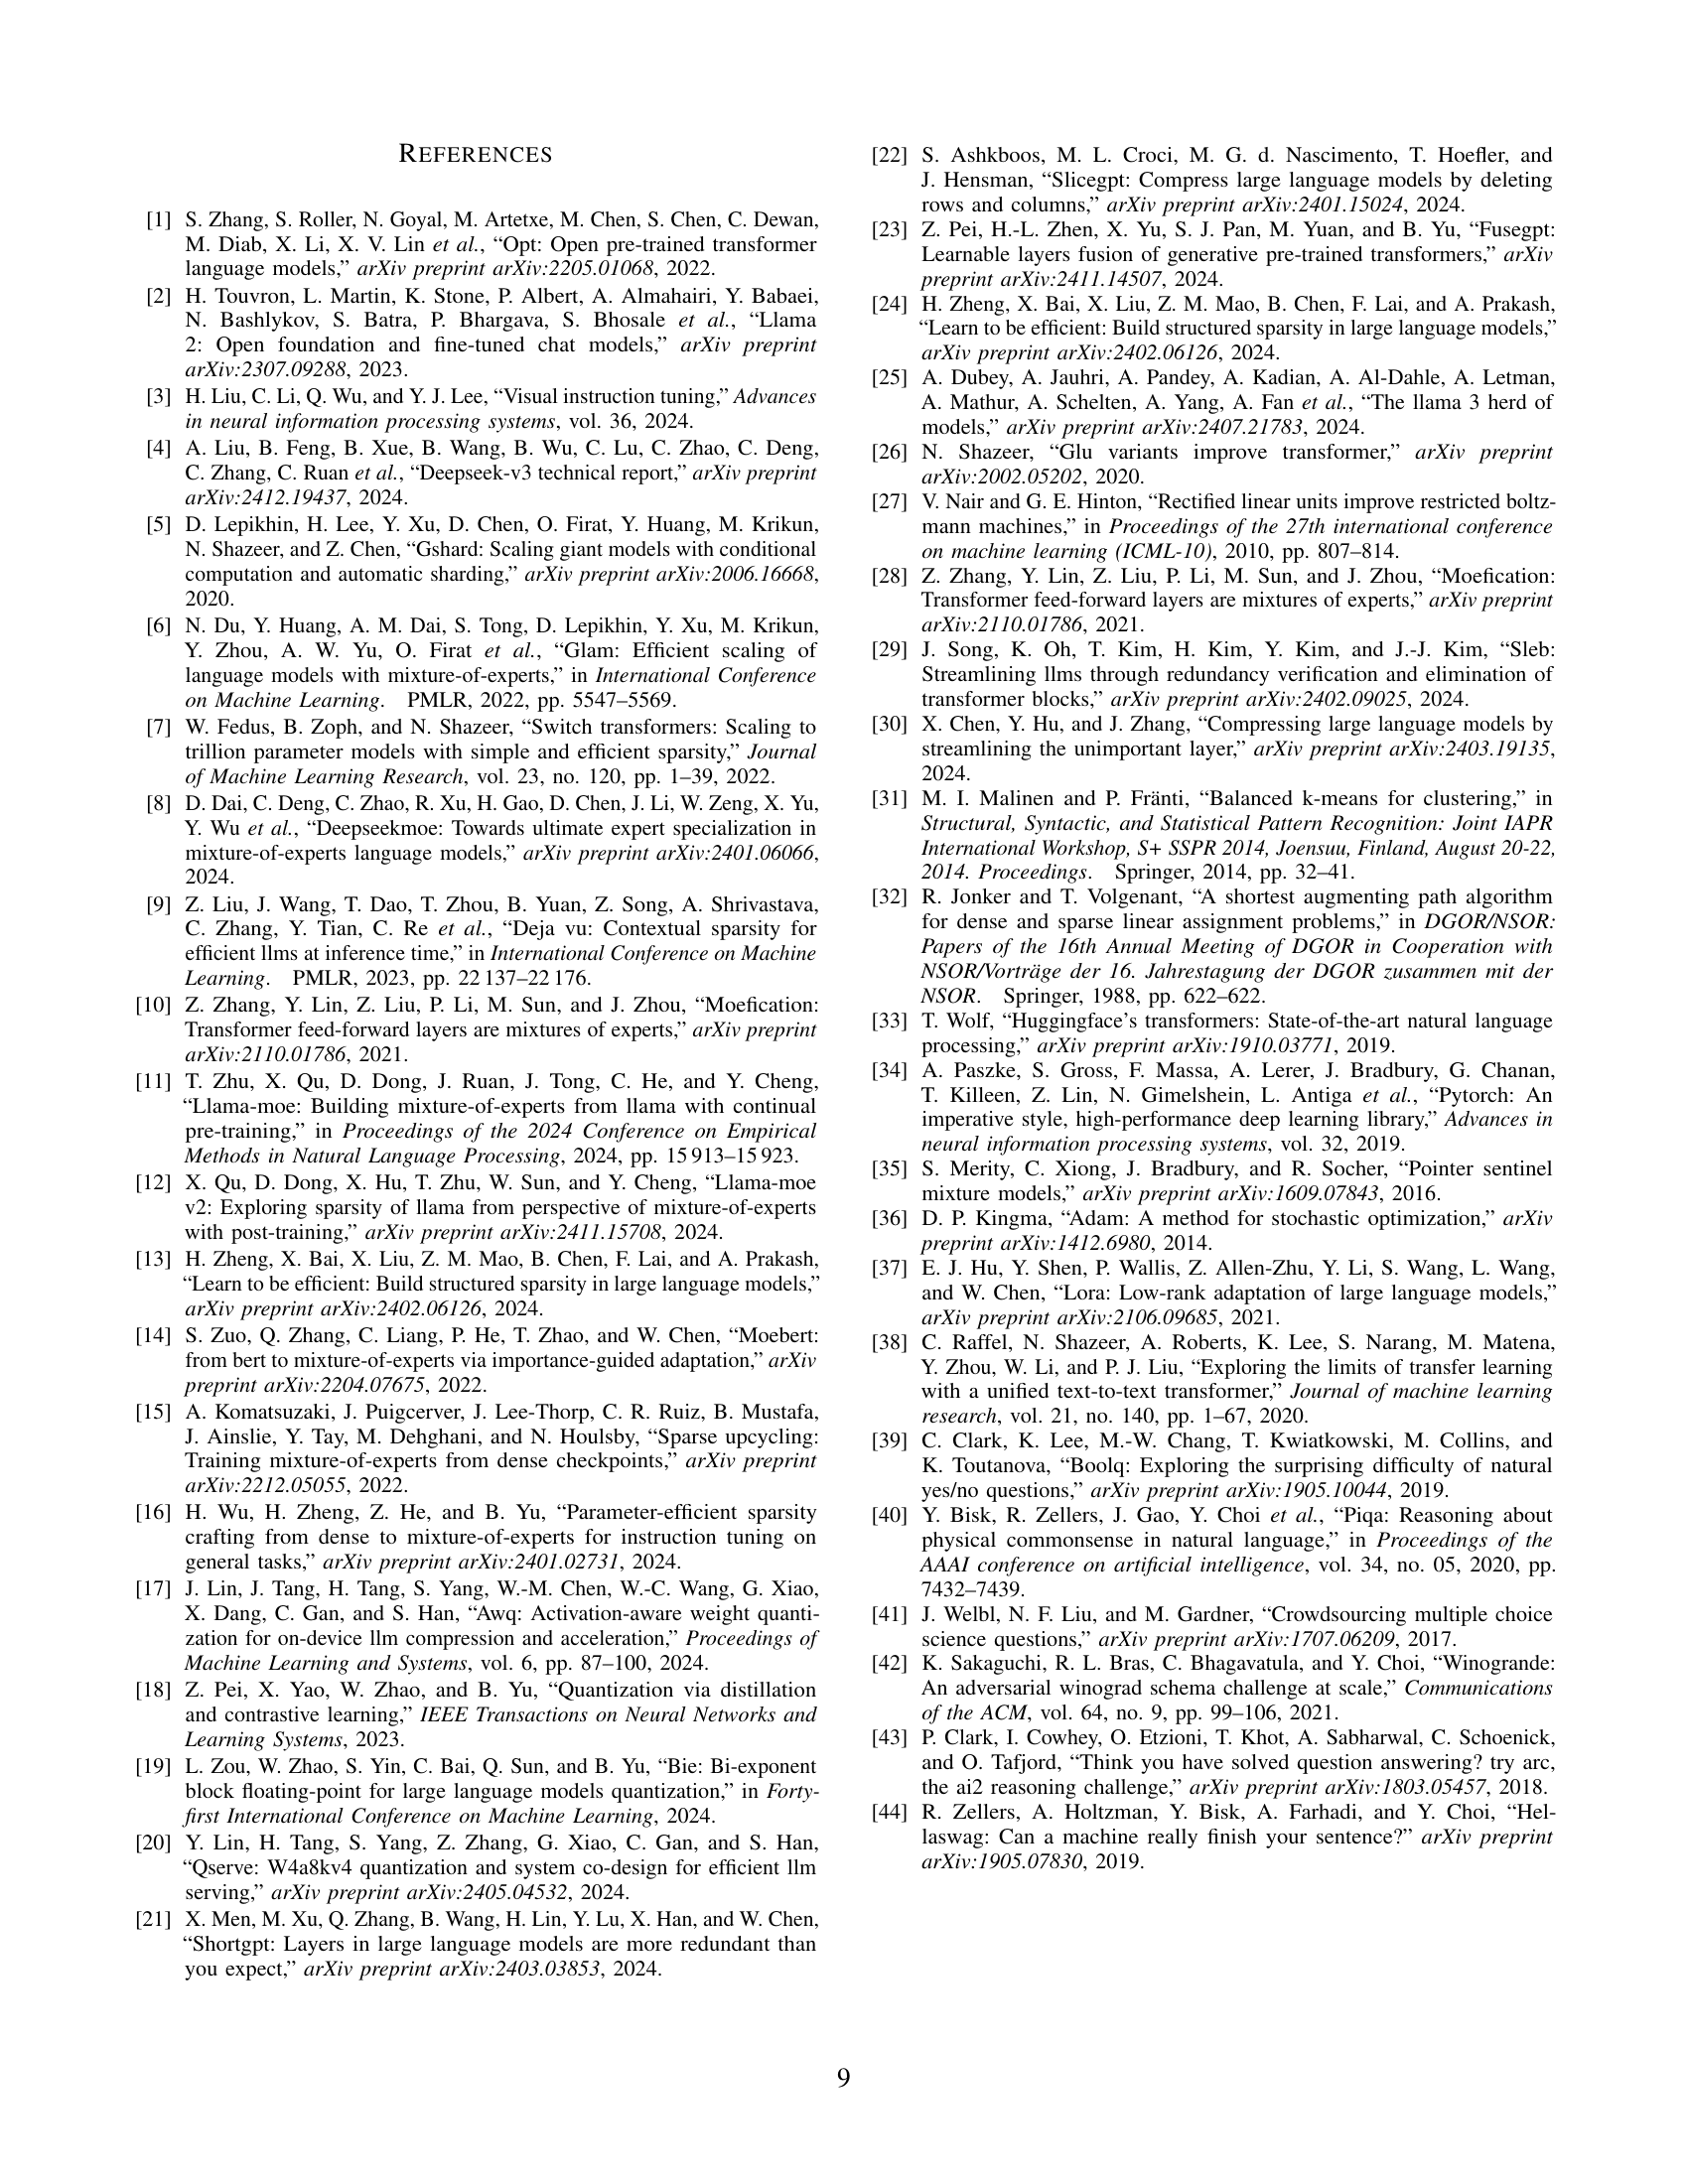 REFERENCES
[1] S. Zhang, S. Roller, N. Goyal, M. Artetxe, M. Chen, S. Chen, C. Dewan,
M. Diab, X. Li, X. V. Lin et al., “Opt: Open pre-trained transformer
language models,” arXiv preprint arXiv:2205.01068, 2022.
[2] H. Touvron, L. Martin, K. Stone, P. Albert, A. Almahairi, Y. Babaei,
N. Bashlykov, S. Batra, P. Bhargava, S. Bhosale et al., “Llama
2: Open foundation and fine-tuned chat models,” arXiv preprint
arXiv:2307.09288, 2023.
[3] H. Liu, C. Li, Q. Wu, and Y. J. Lee, “Visual instruction tuning,” Advances
in neural information processing systems, vol. 36, 2024.
[4] A. Liu, B. Feng, B. Xue, B. Wang, B. Wu, C. Lu, C. Zhao, C. Deng,
C. Zhang, C. Ruan et al., “Deepseek-v3 technical report,” arXiv preprint
arXiv:2412.19437, 2024.
[5] D. Lepikhin, H. Lee, Y. Xu, D. Chen, O. Firat, Y. Huang, M. Krikun,
N. Shazeer, and Z. Chen, “Gshard: Scaling giant models with conditional
computation and automatic sharding,” arXiv preprint arXiv:2006.16668,
2020.
[6] N. Du, Y. Huang, A. M. Dai, S. Tong, D. Lepikhin, Y. Xu, M. Krikun,
Y. Zhou, A. W. Yu, O. Firat et al., “Glam: Efficient scaling of
language models with mixture-of-experts,” in International Conference
on Machine Learning. PMLR, 2022, pp. 5547–5569.
[7] W. Fedus, B. Zoph, and N. Shazeer, “Switch transformers: Scaling to
trillion parameter models with simple and efficient sparsity,” Journal
of Machine Learning Research, vol. 23, no. 120, pp. 1–39, 2022.
[8] D. Dai, C. Deng, C. Zhao, R. Xu, H. Gao, D. Chen, J. Li, W. Zeng, X. Yu,
Y. Wu et al., “Deepseekmoe: Towards ultimate expert specialization in
mixture-of-experts language models,” arXiv preprint arXiv:2401.06066,
2024.
[9] Z. Liu, J. Wang, T. Dao, T. Zhou, B. Yuan, Z. Song, A. Shrivastava,
C. Zhang, Y. Tian, C. Re et al., “Deja vu: Contextual sparsity for
efficient llms at inference time,” in International Conference on Machine
Learning. PMLR, 2023, pp. 22 137–22 176.
[10] Z. Zhang, Y. Lin, Z. Liu, P. Li, M. Sun, and J. Zhou, “Moefication:
Transformer feed-forward layers are mixtures of experts,” arXiv preprint
arXiv:2110.01786, 2021.
[11] T. Zhu, X. Qu, D. Dong, J. Ruan, J. Tong, C. He, and Y. Cheng,
“Llama-moe: Building mixture-of-experts from llama with continual
pre-training,” in Proceedings of the 2024 Conference on Empirical
Methods in Natural Language Processing, 2024, pp. 15 913–15 923.
[12] X. Qu, D. Dong, X. Hu, T. Zhu, W. Sun, and Y. Cheng, “Llama-moe
v2: Exploring sparsity of llama from perspective of mixture-of-experts
with post-training,” arXiv preprint arXiv:2411.15708, 2024.
[13] H. Zheng, X. Bai, X. Liu, Z. M. Mao, B. Chen, F. Lai, and A. Prakash,
“Learn to be efficient: Build structured sparsity in large language models,”
arXiv preprint arXiv:2402.06126, 2024.
[14] S. Zuo, Q. Zhang, C. Liang, P. He, T. Zhao, and W. Chen, “Moebert:
from bert to mixture-of-experts via importance-guided adaptation,” arXiv
preprint arXiv:2204.07675, 2022.
[15] A. Komatsuzaki, J. Puigcerver, J. Lee-Thorp, C. R. Ruiz, B. Mustafa,
J. Ainslie, Y. Tay, M. Dehghani, and N. Houlsby, “Sparse upcycling:
Training mixture-of-experts from dense checkpoints,” arXiv preprint
arXiv:2212.05055, 2022.
[16] H. Wu, H. Zheng, Z. He, and B. Yu, “Parameter-efficient sparsity
crafting from dense to mixture-of-experts for instruction tuning on
general tasks,” arXiv preprint arXiv:2401.02731, 2024.
[17] J. Lin, J. Tang, H. Tang, S. Yang, W.-M. Chen, W.-C. Wang, G. Xiao,
X. Dang, C. Gan, and S. Han, “Awq: Activation-aware weight quanti-
zation for on-device llm compression and acceleration,” Proceedings of
Machine Learning and Systems, vol. 6, pp. 87–100, 2024.
[18] Z. Pei, X. Yao, W. Zhao, and B. Yu, “Quantization via distillation
and contrastive learning,” IEEE Transactions on Neural Networks and
Learning Systems, 2023.
[19] L. Zou, W. Zhao, S. Yin, C. Bai, Q. Sun, and B. Yu, “Bie: Bi-exponent
block floating-point for large language models quantization,” in Forty-
first International Conference on Machine Learning, 2024.
[20] Y. Lin, H. Tang, S. Yang, Z. Zhang, G. Xiao, C. Gan, and S. Han,
“Qserve: W4a8kv4 quantization and system co-design for efficient llm
serving,” arXiv preprint arXiv:2405.04532, 2024.
[21] X. Men, M. Xu, Q. Zhang, B. Wang, H. Lin, Y. Lu, X. Han, and W. Chen,
“Shortgpt: Layers in large language models are more redundant than
you expect,” arXiv preprint arXiv:2403.03853, 2024.
[22] S. Ashkboos, M. L. Croci, M. G. d. Nascimento, T. Hoefler, and
J. Hensman, “Slicegpt: Compress large language models by deleting
rows and columns,” arXiv preprint arXiv:2401.15024, 2024.
[23] Z. Pei, H.-L. Zhen, X. Yu, S. J. Pan, M. Yuan, and B. Yu, “Fusegpt:
Learnable layers fusion of generative pre-trained transformers,” arXiv
preprint arXiv:2411.14507, 2024.
[24] H. Zheng, X. Bai, X. Liu, Z. M. Mao, B. Chen, F. Lai, and A. Prakash,
“Learn to be efficient: Build structured sparsity in large language models,”
arXiv preprint arXiv:2402.06126, 2024.
[25] A. Dubey, A. Jauhri, A. Pandey, A. Kadian, A. Al-Dahle, A. Letman,
A. Mathur, A. Schelten, A. Yang, A. Fan et al., “The llama 3 herd of
models,” arXiv preprint arXiv:2407.21783, 2024.
[26] N. Shazeer, “Glu variants improve transformer,” arXiv preprint
arXiv:2002.05202, 2020.
[27] V. Nair and G. E. Hinton, “Rectified linear units improve restricted boltz-
mann machines,” in Proceedings of the 27th international conference
on machine learning (ICML-10), 2010, pp. 807–814.
[28] Z. Zhang, Y. Lin, Z. Liu, P. Li, M. Sun, and J. Zhou, “Moefication:
Transformer feed-forward layers are mixtures of experts,” arXiv preprint
arXiv:2110.01786, 2021.
[29] J. Song, K. Oh, T. Kim, H. Kim, Y. Kim, and J.-J. Kim, “Sleb:
Streamlining llms through redundancy verification and elimination of
transformer blocks,” arXiv preprint arXiv:2402.09025, 2024.
[30] X. Chen, Y. Hu, and J. Zhang, “Compressing large language models by
streamlining the unimportant layer,” arXiv preprint arXiv:2403.19135,
2024.
[31] M. I. Malinen and P. Fränti, “Balanced k-means for clustering,” in
Structural, Syntactic, and Statistical Pattern Recognition: Joint IAPR
International Workshop, S+ SSPR 2014, Joensuu, Finland, August 20-22,
2014. Proceedings. Springer, 2014, pp. 32–41.
[32] R. Jonker and T. Volgenant, “A shortest augmenting path algorithm
for dense and sparse linear assignment problems,” in DGOR/NSOR:
Papers of the 16th Annual Meeting of DGOR in Cooperation with
NSOR/Vorträge der 16. Jahrestagung der DGOR zusammen mit der
NSOR. Springer, 1988, pp. 622–622.
[33] T. Wolf, “Huggingface’s transformers: State-of-the-art natural language
processing,” arXiv preprint arXiv:1910.03771, 2019.
[34] A. Paszke, S. Gross, F. Massa, A. Lerer, J. Bradbury, G. Chanan,
T. Killeen, Z. Lin, N. Gimelshein, L. Antiga et al., “Pytorch: An
imperative style, high-performance deep learning library,” Advances in
neural information processing systems, vol. 32, 2019.
[35] S. Merity, C. Xiong, J. Bradbury, and R. Socher, “Pointer sentinel
mixture models,” arXiv preprint arXiv:1609.07843, 2016.
[36] D. P. Kingma, “Adam: A method for stochastic optimization,” arXiv
preprint arXiv:1412.6980, 2014.
[37] E. J. Hu, Y. Shen, P. Wallis, Z. Allen-Zhu, Y. Li, S. Wang, L. Wang,
and W. Chen, “Lora: Low-rank adaptation of large language models,”
arXiv preprint arXiv:2106.09685, 2021.
[38] C. Raffel, N. Shazeer, A. Roberts, K. Lee, S. Narang, M. Matena,
Y. Zhou, W. Li, and P. J. Liu, “Exploring the limits of transfer learning
with a unified text-to-text transformer,” Journal of machine learning
research, vol. 21, no. 140, pp. 1–67, 2020.
[39] C. Clark, K. Lee, M.-W. Chang, T. Kwiatkowski, M. Collins, and
K. Toutanova, “Boolq: Exploring the surprising difficulty of natural
yes/no questions,” arXiv preprint arXiv:1905.10044, 2019.
[40] Y. Bisk, R. Zellers, J. Gao, Y. Choi et al., “Piqa: Reasoning about
physical commonsense in natural language,” in Proceedings of the
AAAI conference on artificial intelligence, vol. 34, no. 05, 2020, pp.
7432–7439.
[41] J. Welbl, N. F. Liu, and M. Gardner, “Crowdsourcing multiple choice
science questions,” arXiv preprint arXiv:1707.06209, 2017.
[42] K. Sakaguchi, R. L. Bras, C. Bhagavatula, and Y. Choi, “Winogrande:
An adversarial winograd schema challenge at scale,” Communications
of the ACM, vol. 64, no. 9, pp. 99–106, 2021.
[43] P. Clark, I. Cowhey, O. Etzioni, T. Khot, A. Sabharwal, C. Schoenick,
and O. Tafjord, “Think you have solved question answering? try arc,
the ai2 reasoning challenge,” arXiv preprint arXiv:1803.05457, 2018.
[44] R. Zellers, A. Holtzman, Y. Bisk, A. Farhadi, and Y. Choi, “Hel-
laswag: Can a machine really finish your sentence?” arXiv preprint
arXiv:1905.07830, 2019.
9